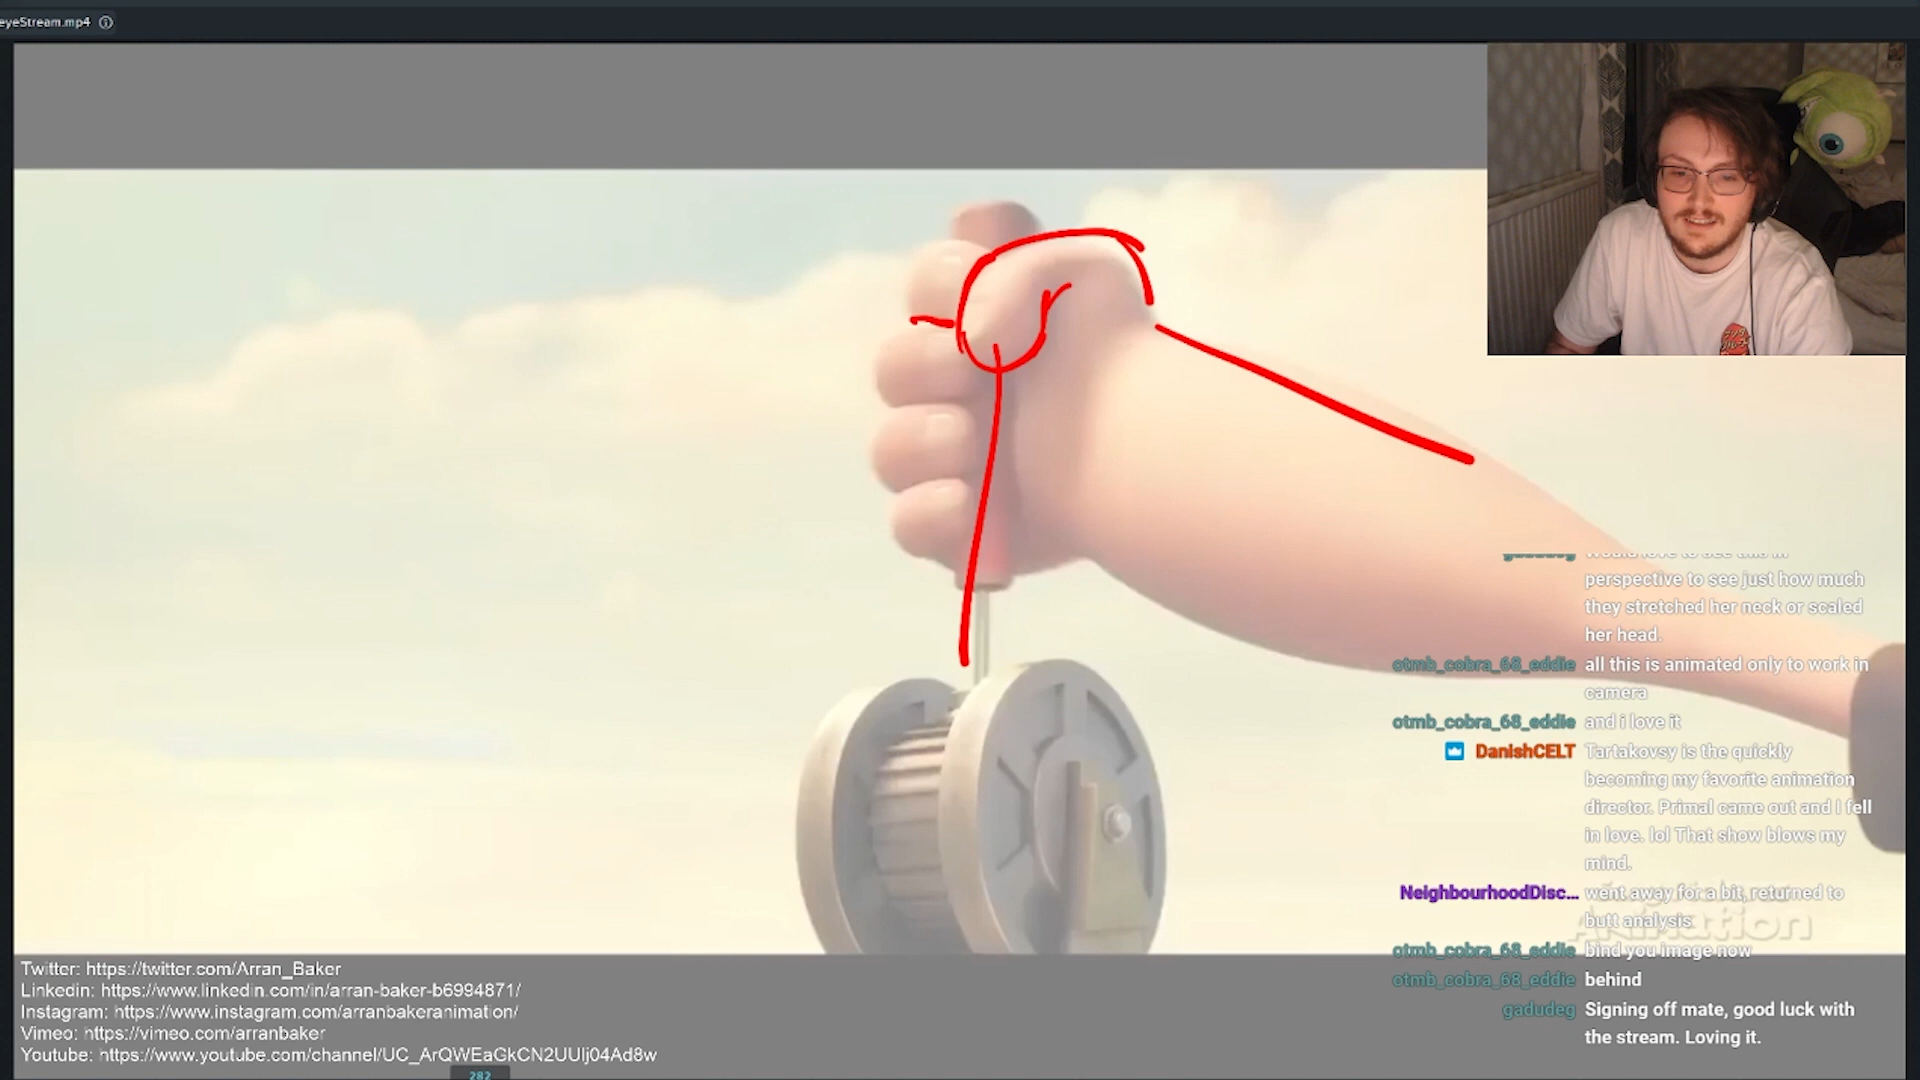 eyeStream.mp4
perspective to see just how much
they stretched her neck or scaled
her head.
otmb_cobra_68_eddie all this is animated only to work in
camera
otmb_cobra_68_eddie and i love it
DanishCELT Tartakovsy is the quickly
becoming my favorite animation
director. Primal came out and I fell
in love. lol That show blows my
mind.
NeighbourhoodDisc... went away for a bit, returned to
butt analysis
otmb_cobra_68_eddie bind you image now
otmb_cobra_68_eddie behind
gadudeg Signing off mate, good luck with
the stream. Loving it.
Animation
Twitter: https://twitter.com/Arran_Baker
Linkedin: https://www.linkedin.com/in/arran-baker-b6994871/
Instagram: https://www.instagram.com/arranbakeranimation/
Vimeo: https://vimeo.com/arranbaker
Youtube: https://www.youtube.com/channel/UC_ArQWEaGkCN2UUlj04Ad8w
282